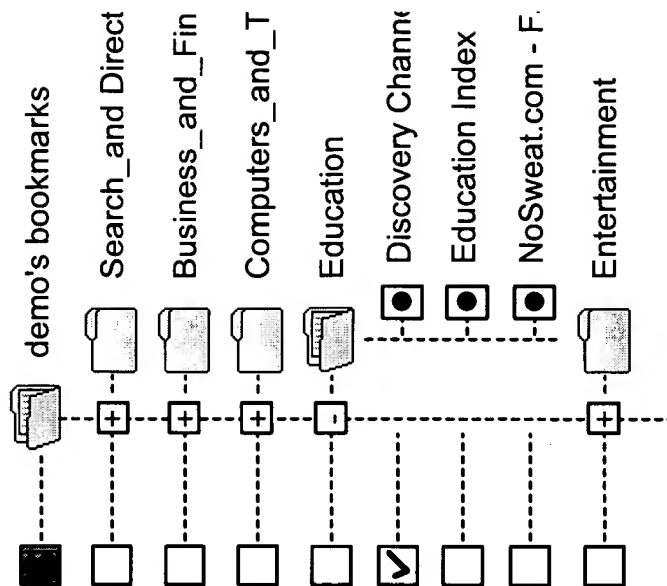 demo's bookmarks
Search_and Direct
Business_and_Fin
Computers_and_T
Education
Discovery Channe
Education Index
NoSweat.com - F.
Entertainment